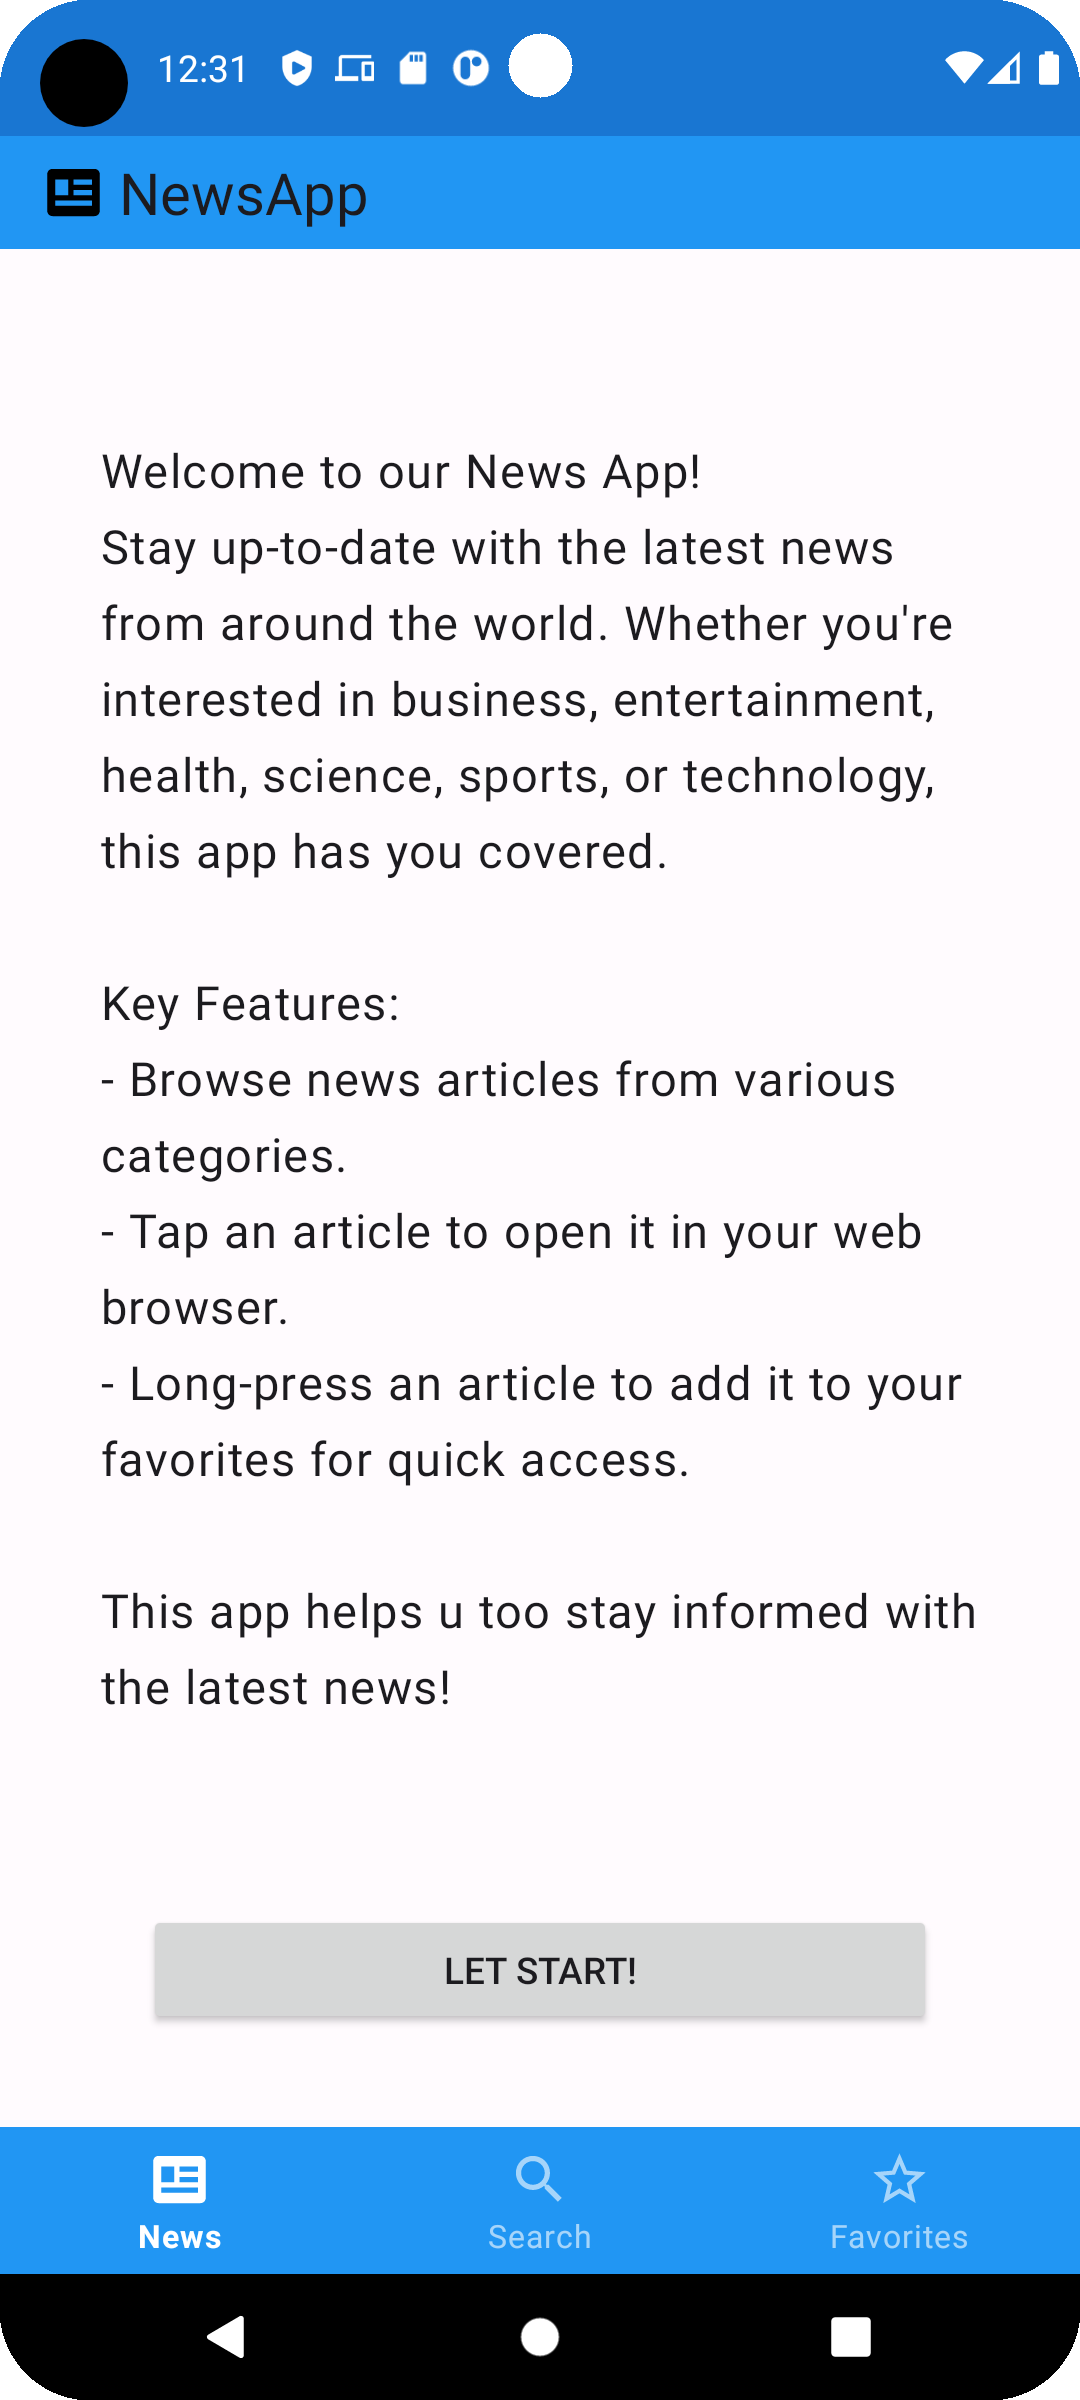 12:31
NewsApp
Welcome to our News App!
Stay up-to-date with the latest news
from around the world. Whether you're
interested in business, entertainment,
health, science, sports, or technology,
this app has you covered.
Key Features:
- Browse news articles from various
categories.
- Tap an article to open it in your web
browser.
- Long-press an article to add it to your
favorites for quick access.
This app helps u too stay informed with
the latest news!
LET START!
News
Search
Favorites